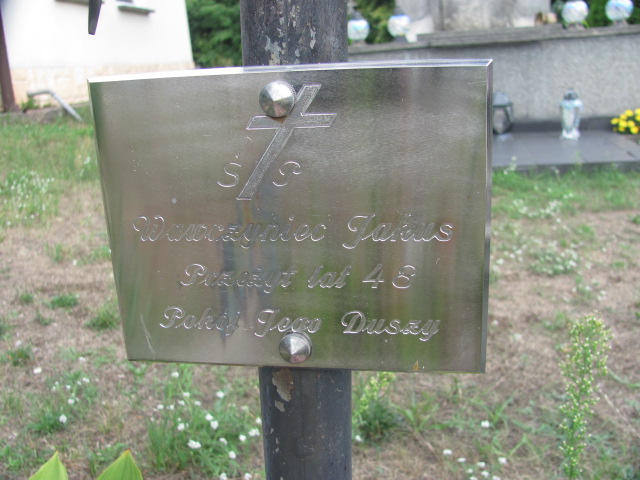 Ś P
Wawrzyniec Jakus
Przeżył lat 48
Pokój Jego Duszy